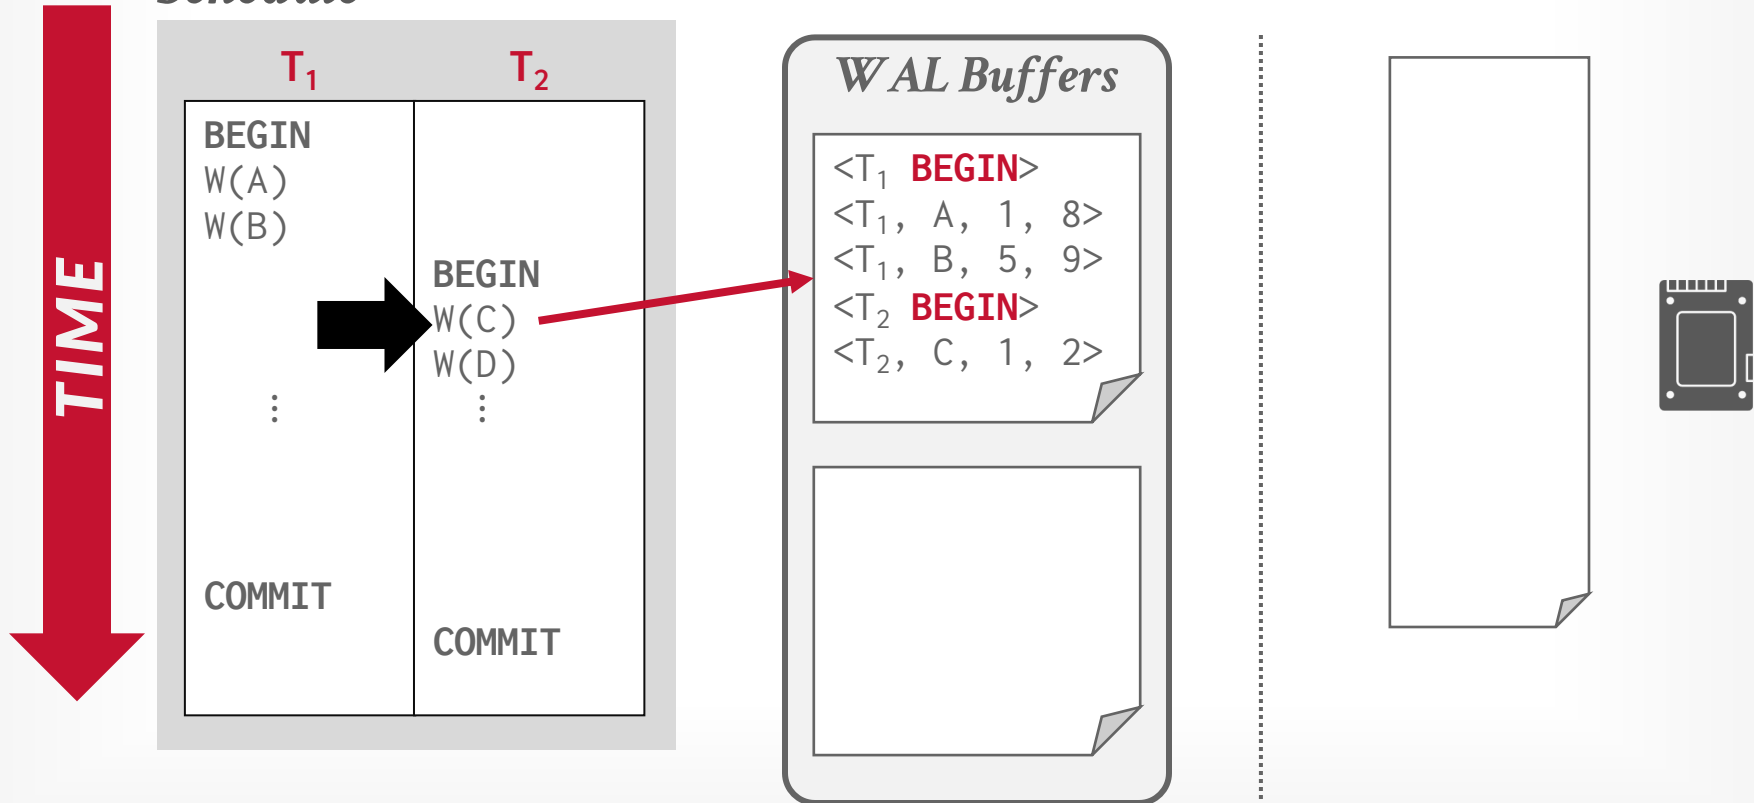 Schedule
TIME
T₁ T₂
BEGIN
W(A)
W(B)
BEGIN
W(C)
W(D)
⋮ ⋮
COMMIT
COMMIT
WAL Buffers
<T₁ BEGIN>
<T₁, A, 1, 8>
<T₁, B, 5, 9>
<T₂ BEGIN>
<T₂, C, 1, 2>